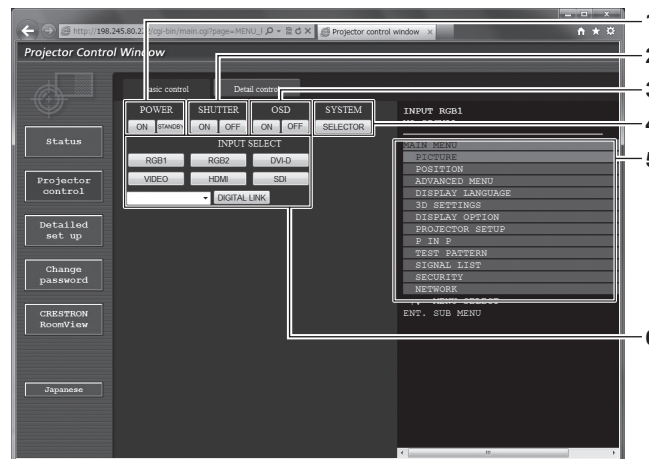 http://198.245.80.2 /cgi-bin/main.cgi?page=MENU_
Projector control window
Projector Control Window
Basic control
Detail control
POWER
SHUTTER
OSD
SYSTEM
ON
STANDBY
ON
OFF
ON
OFF
SELECTOR
INPUT SELECT
RGB1
RGB2
DVI-D
VIDEO
HDMI
SDI
DIGITAL LINK
Status
Projector
control
Detailed
set up
Change
password
CRESTRON
RoomView
Japanese
INPUT RGB1
MAIN MENU
PICTURE
POSITION
ADVANCED MENU
DISPLAY LANGUAGE
3D SETTINGS
DISPLAY OPTION
PROJECTOR SETUP
P IN P
TEST PATTERN
SIGNAL LIST
SECURITY
NETWORK
MENU SELECT
ENT. SUB MENU
1
2
3
4
5
6